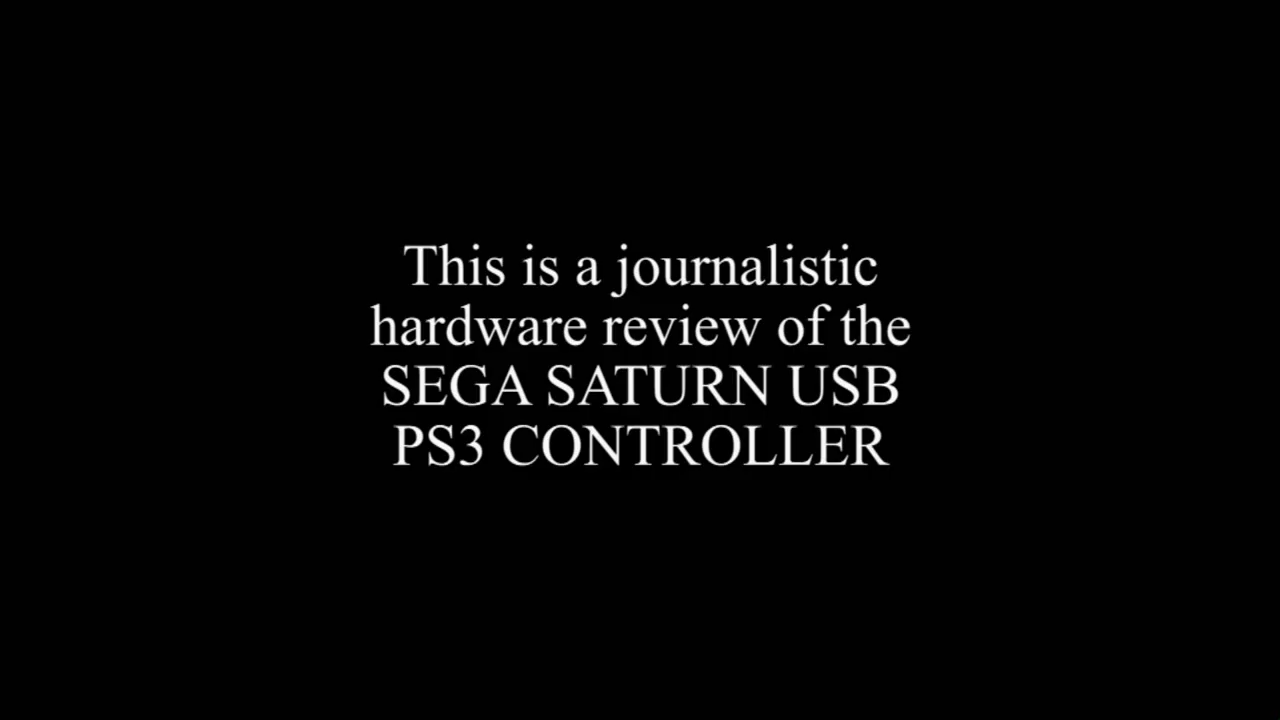 This is a journalistic
hardware review of the
SEGA SATURN USB
PS3 CONTROLLER